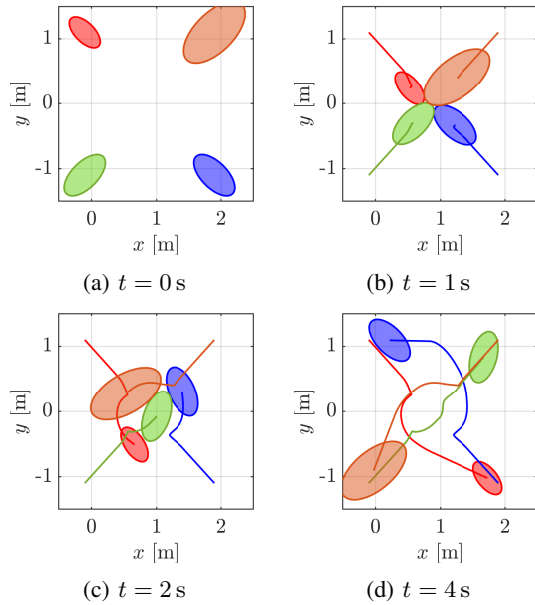 1
0
-1
y [m]
0 1 2
x [m]
(a) t = 0 s
1
0
-1
y [m]
0 1 2
x [m]
(b) t = 1 s
1
0
-1
y [m]
0 1 2
x [m]
(c) t = 2 s
1
0
-1
y [m]
0 1 2
x [m]
(d) t = 4 s